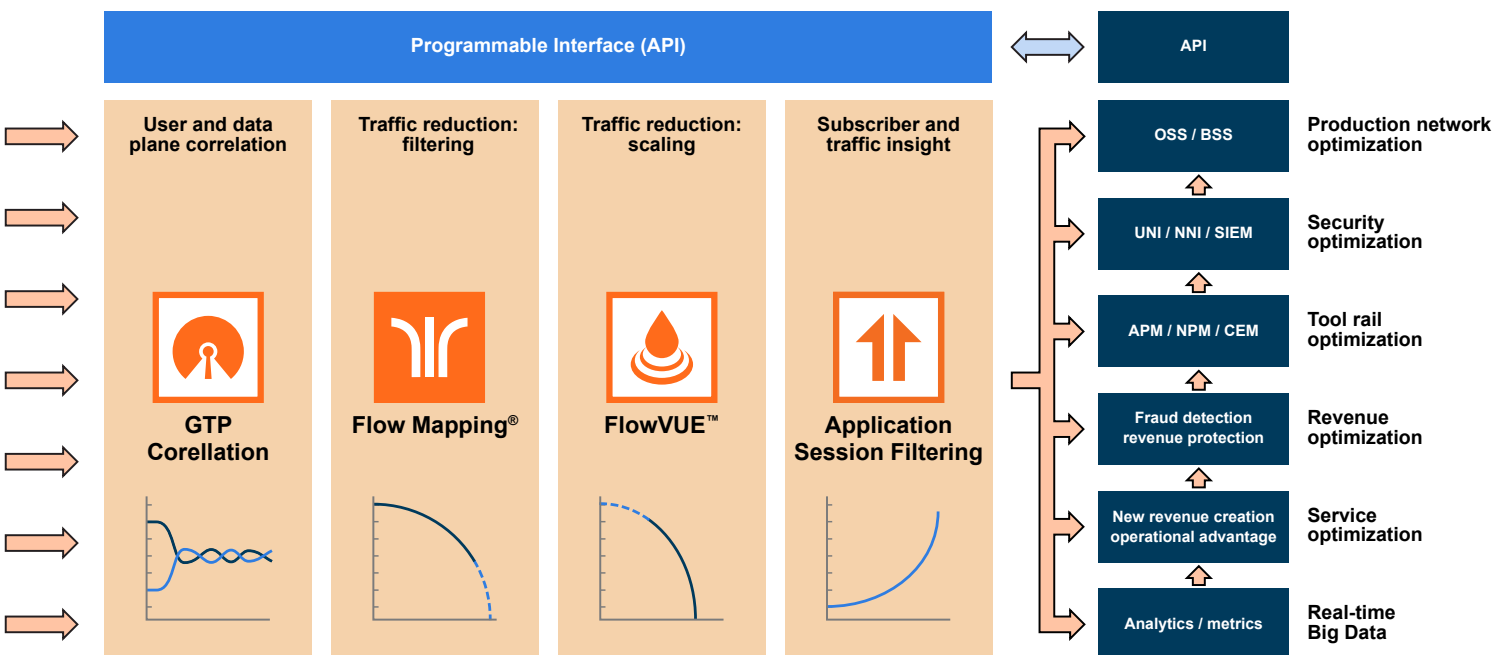 Programmable Interface (API)
API
User and data
plane correlation
Traffic reduction:
filtering
Traffic reduction:
scaling
Subscriber and
traffic insight
GTP
Corellation
Flow Mapping®
FlowVUE™
Application
Session Filtering
OSS / BSS
Production network
optimization
UNI / NNI / SIEM
Security
optimization
APM / NPM / CEM
Tool rail
optimization
Fraud detection
revenue protection
Revenue
optimization
New revenue creation
operational advantage
Service
optimization
Analytics / metrics
Real-time
Big Data